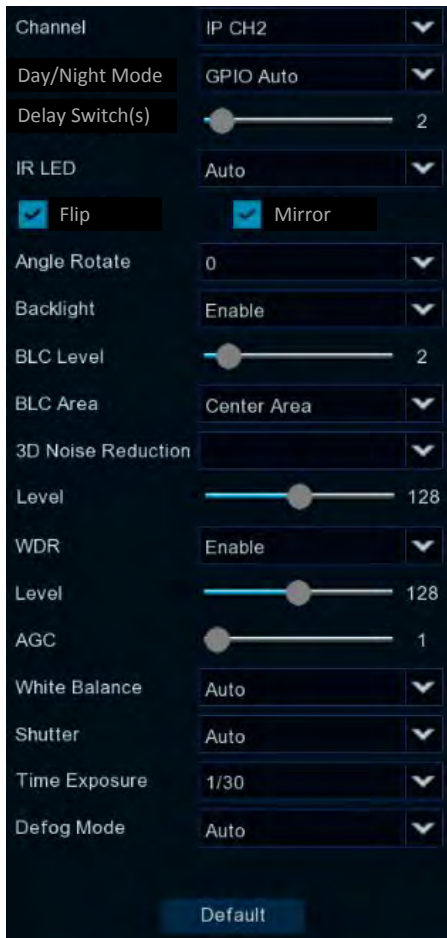 Channel IP CH2
Day/Night Mode GPIO Auto
Delay Switch(s) 2
IR LED Auto
Flip Mirror
Angle Rotate 0
Backlight Enable
BLC Level 2
BLC Area Center Area
3D Noise Reduction
Level 128
WDR Enable
Level 128
AGC 1
White Balance Auto
Shutter Auto
Time Exposure 1/30
Defog Mode Auto
Default